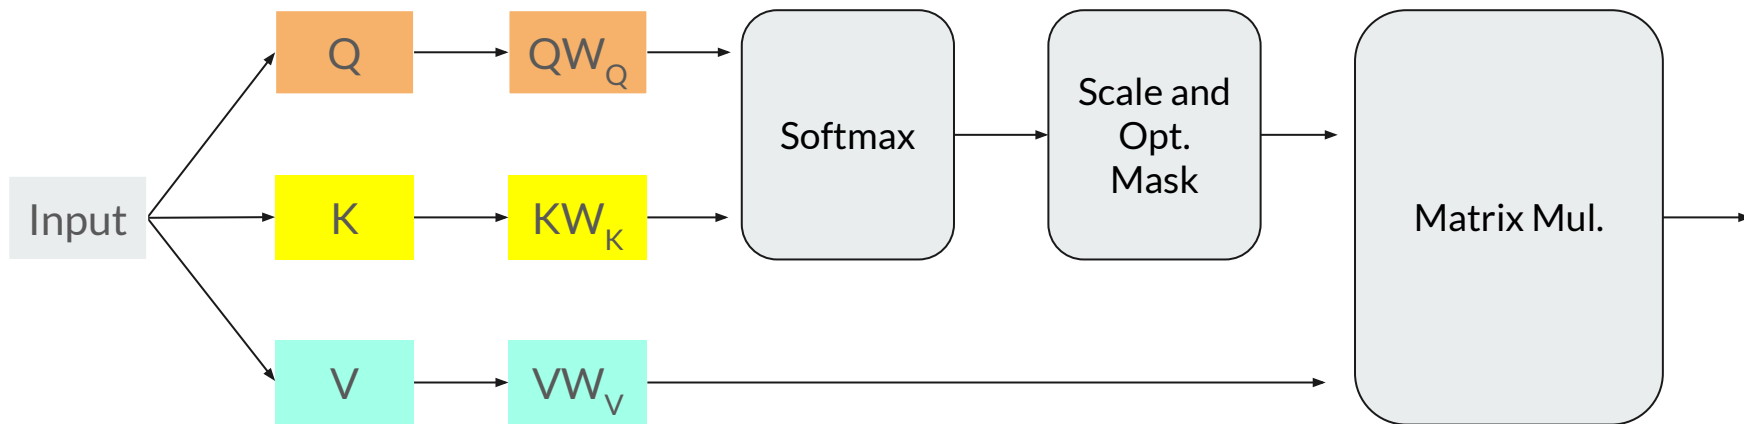 Input
Q
QW_Q
K
KW_K
V
VW_V
Softmax
Scale and
Opt.
Mask
Matrix Mul.